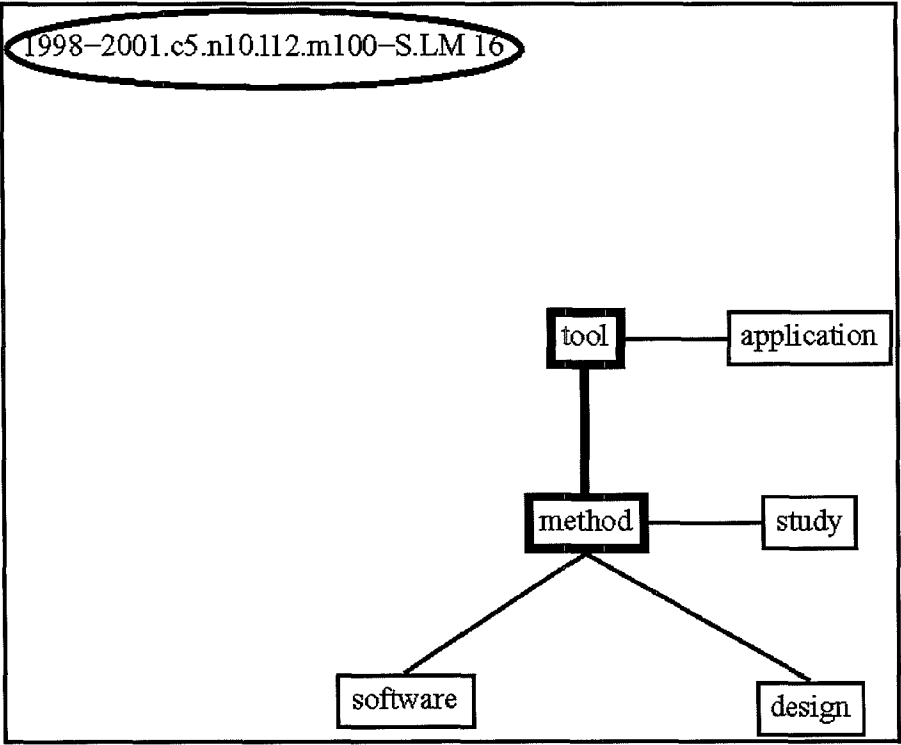 1998−2001.c5.n10.l12.m100−S.LM 16
tool
application
method
study
software
design